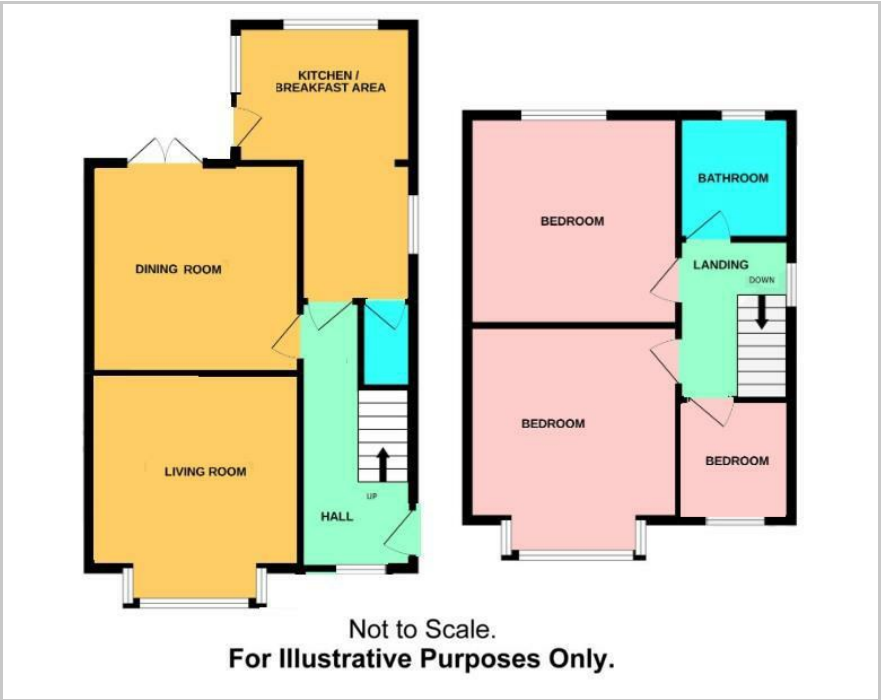 KITCHEN /
BREAKFAST AREA
DINING ROOM
LIVING ROOM
UP
HALL
BEDROOM
BATHROOM
LANDING
DOWN
BEDROOM
BEDROOM
Not to Scale.
For Illustrative Purposes Only.